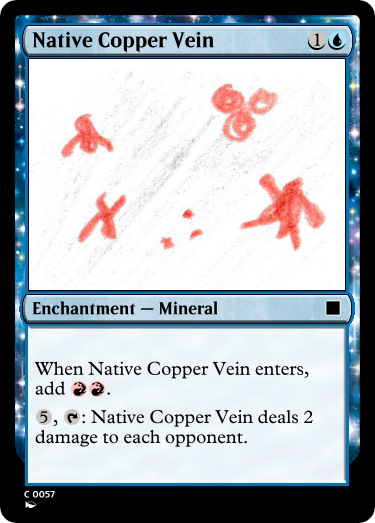 Native Copper Vein 1
Enchantment — Mineral
When Native Copper Vein enters,
add .
5, : Native Copper Vein deals 2
damage to each opponent.
C 0057